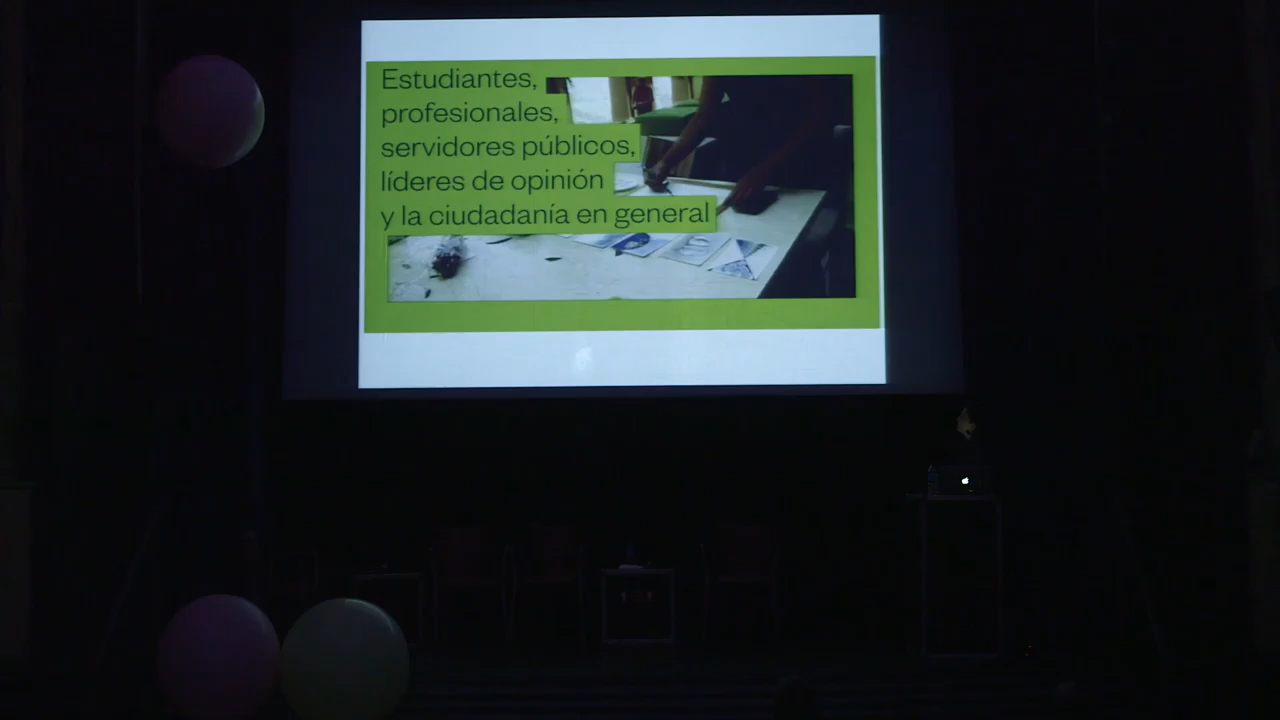 Estudiantes,
profesionales,
servidores públicos,
líderes de opinión
y la ciudadanía en general